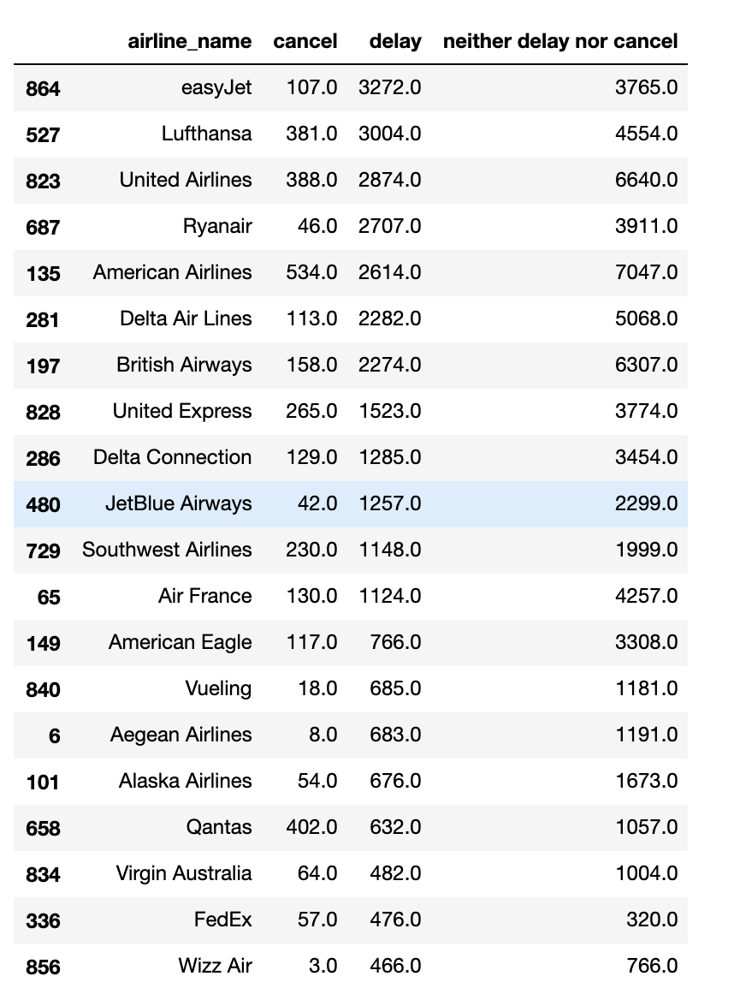 airline_name cancel delay neither delay nor cancel
864 easyJet 107.0 3272.0 3765.0
527 Lufthansa 381.0 3004.0 4554.0
823 United Airlines 388.0 2874.0 6640.0
687 Ryanair 46.0 2707.0 3911.0
135 American Airlines 534.0 2614.0 7047.0
281 Delta Air Lines 113.0 2282.0 5068.0
197 British Airways 158.0 2274.0 6307.0
828 United Express 265.0 1523.0 3774.0
286 Delta Connection 129.0 1285.0 3454.0
480 JetBlue Airways 42.0 1257.0 2299.0
729 Southwest Airlines 230.0 1148.0 1999.0
65 Air France 130.0 1124.0 4257.0
149 American Eagle 117.0 766.0 3308.0
840 Vueling 18.0 685.0 1181.0
6 Aegean Airlines 8.0 683.0 1191.0
101 Alaska Airlines 54.0 676.0 1673.0
658 Qantas 402.0 632.0 1057.0
834 Virgin Australia 64.0 482.0 1004.0
336 FedEx 57.0 476.0 320.0
856 Wizz Air 3.0 466.0 766.0